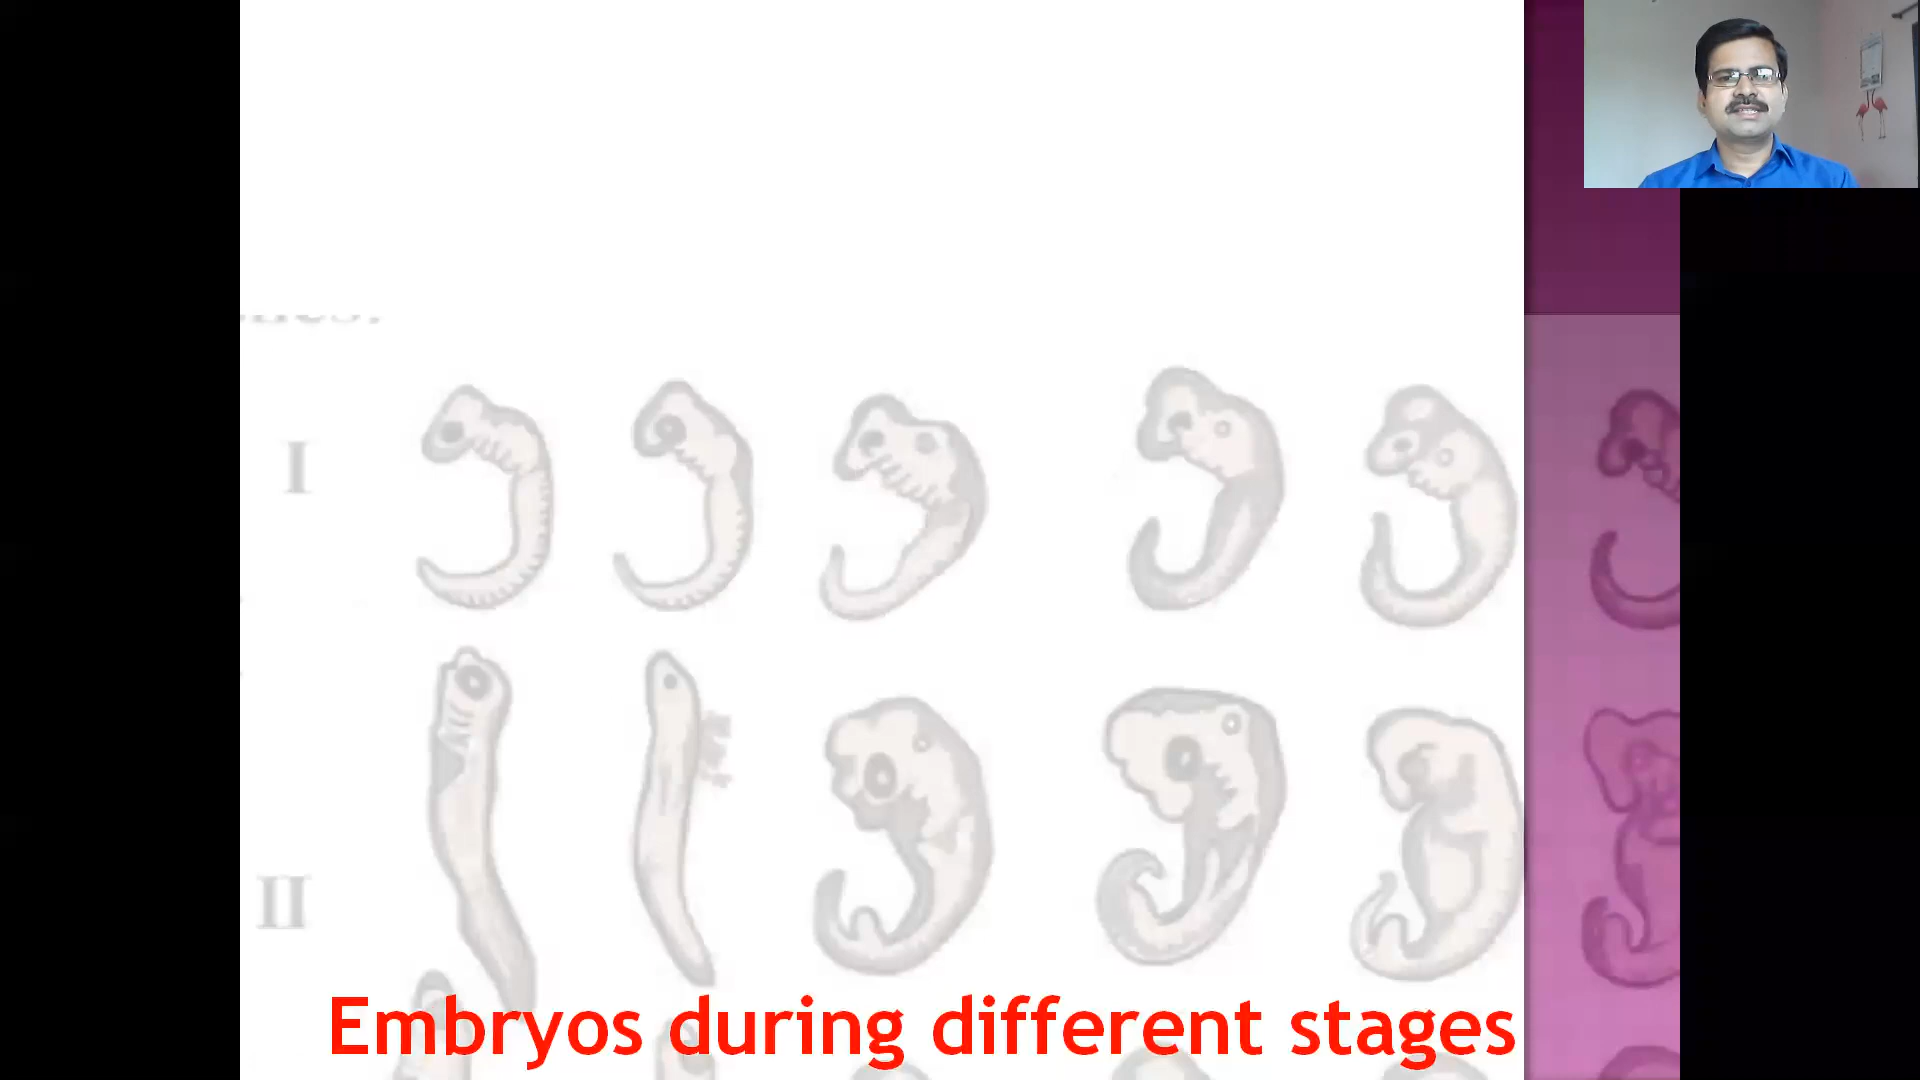 I
II
Embryos during different stages